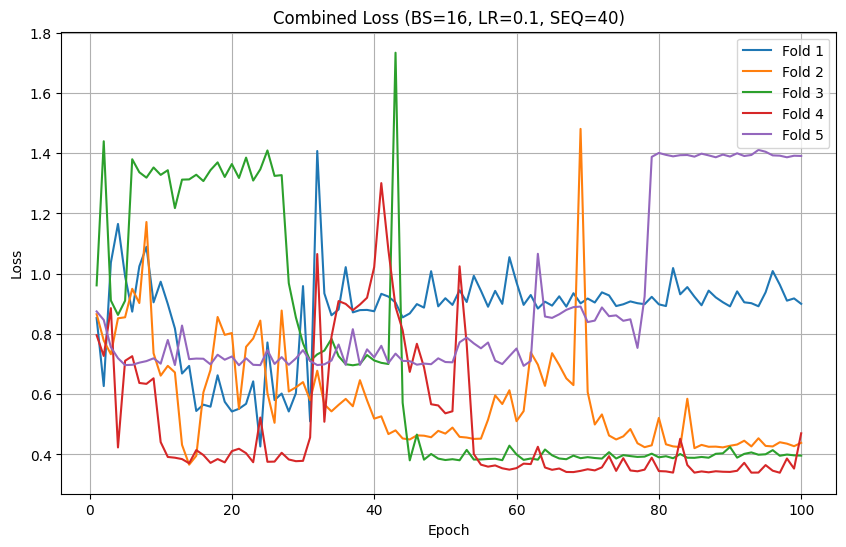 Combined Loss (BS=16, LR=0.1, SEQ=40)
Loss
1.8
1.6
1.4
1.2
1.0
0.8
0.6
0.4
Fold 1
Fold 2
Fold 3
Fold 4
Fold 5
0
20
40
60
80
100
Epoch